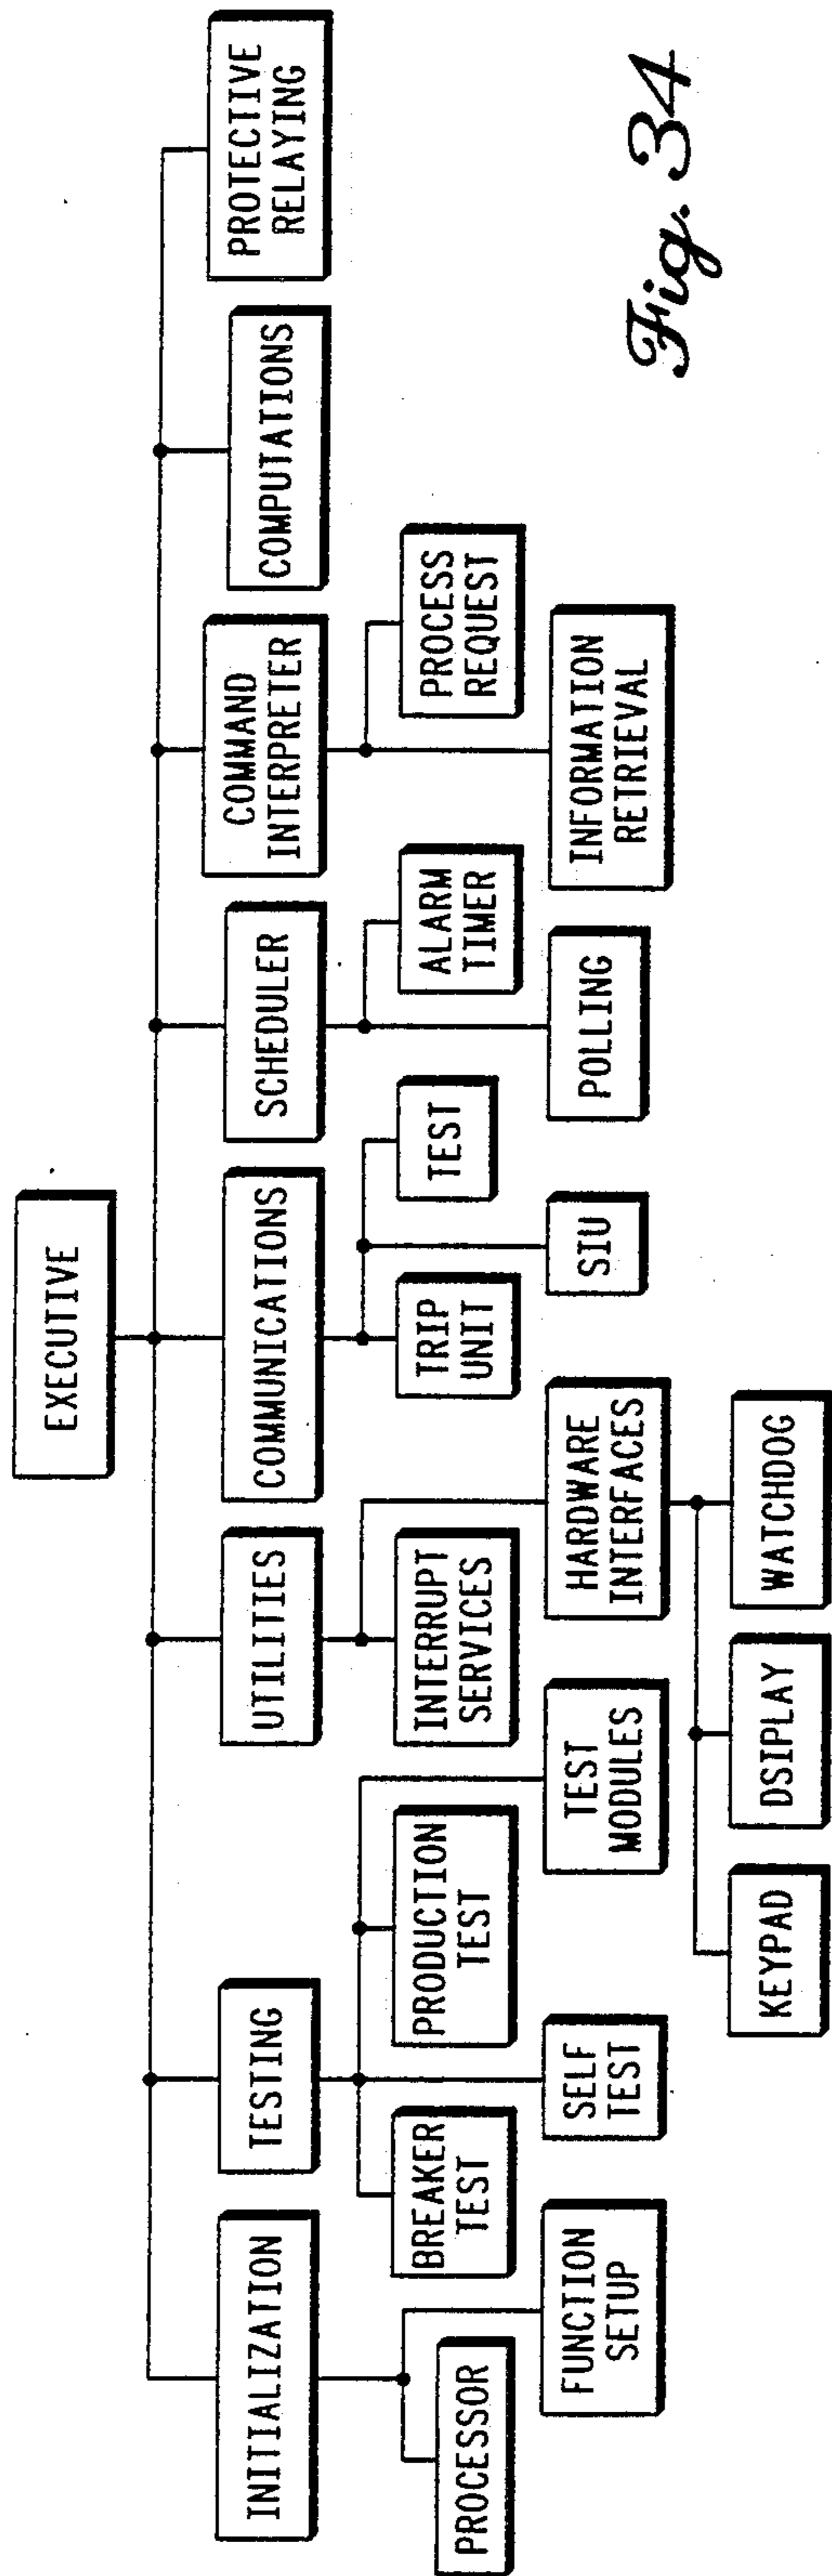 EXECUTIVE
INITIALIZATION
TESTING
UTILITIES
COMMUNICATIONS
SCHEDULER
COMMAND
INTERPRETER
COMPUTATIONS
PROTECTIVE
RELAYING
PROCESSOR
BREAKER
TEST
PRODUCTION
TEST
INTERRUPT
SERVICES
TRIP
UNIT
TEST
ALARM
TIMER
PROCESS
REQUEST
FUNCTION
SETUP
SELF
TEST
TEST
MODULES
HARDWARE
INTERFACES
SIU
POLLING
INFORMATION
RETRIEVAL
KEYPAD
DSIPLAY
WATCHDOG
Fig. 34